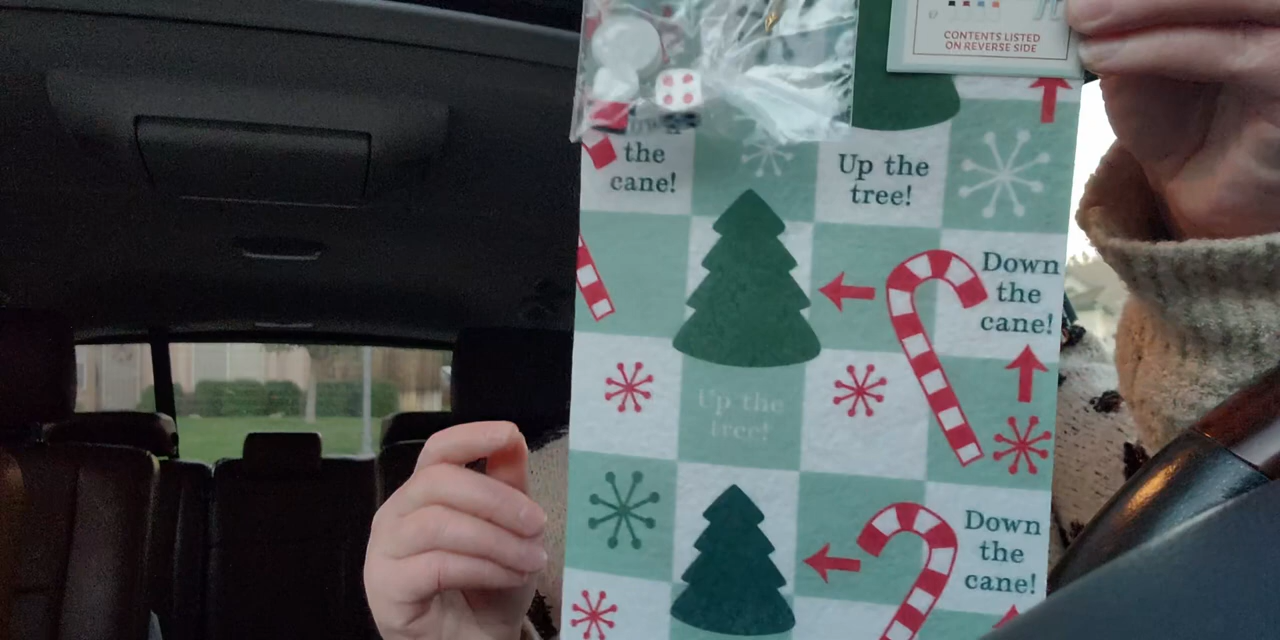 CONTENTS LISTED
ON REVERSE SIDE
the
cane!
Up the
tree!
Down
the
cane!
Up the
tree!
Down
the
cane!